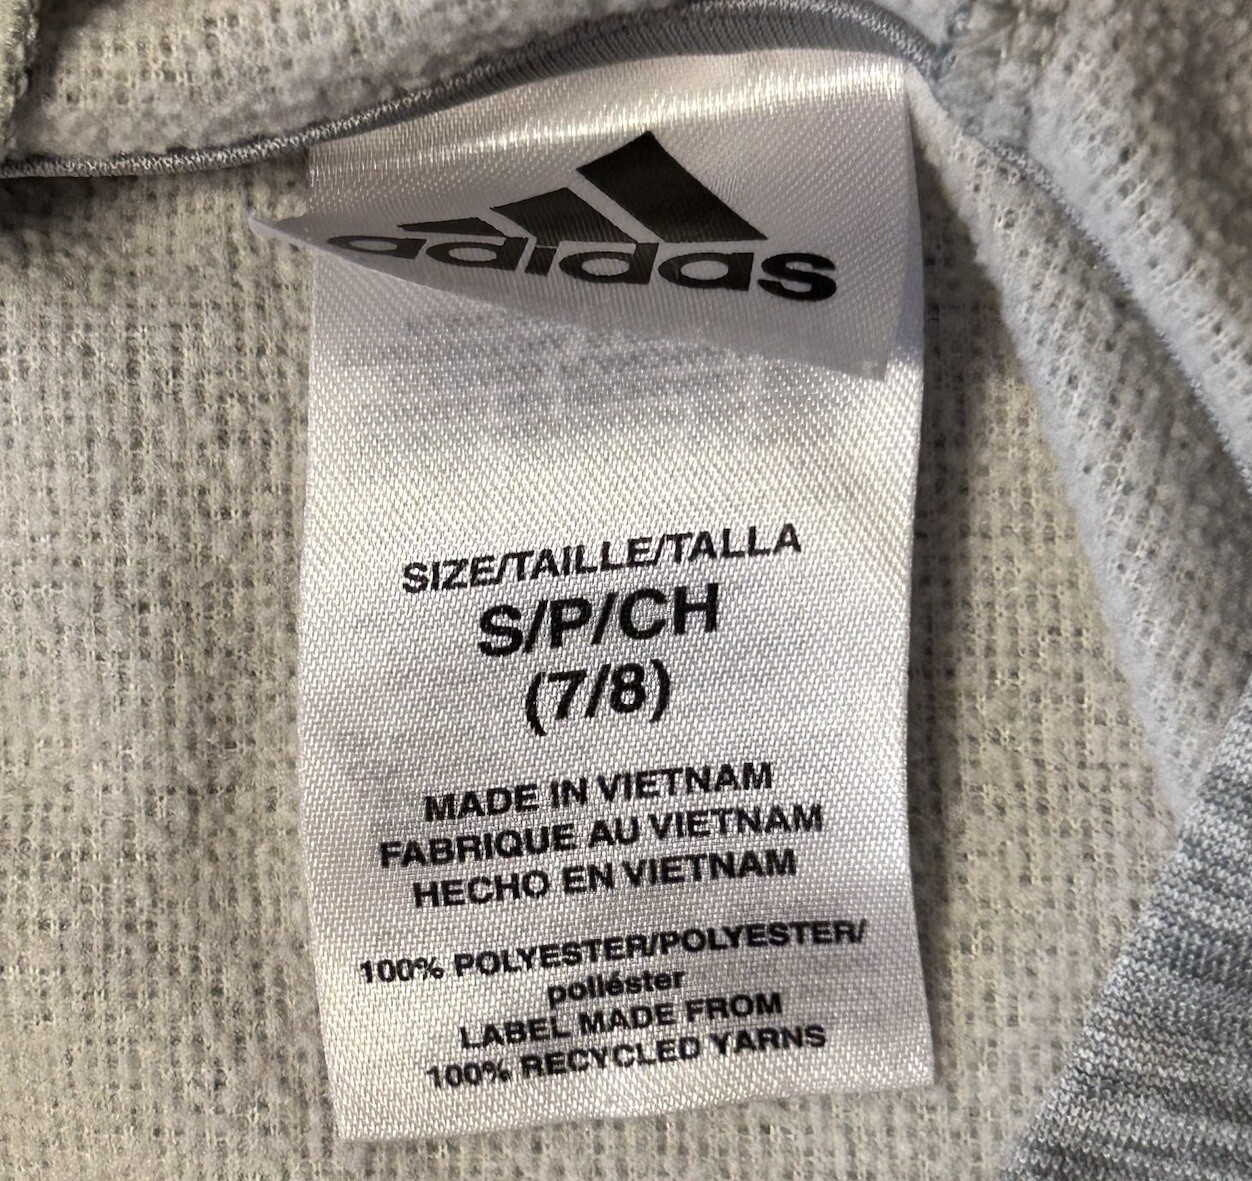 adidas
SIZE/TAILLE/TALLA
S/P/CH
(7/8)
MADE IN VIETNAM
FABRIQUE AU VIETNAM
HECHO EN VIETNAM
100% POLYESTER/POLYESTER/
poliéster
LABEL MADE FROM
100% RECYCLED YARNS